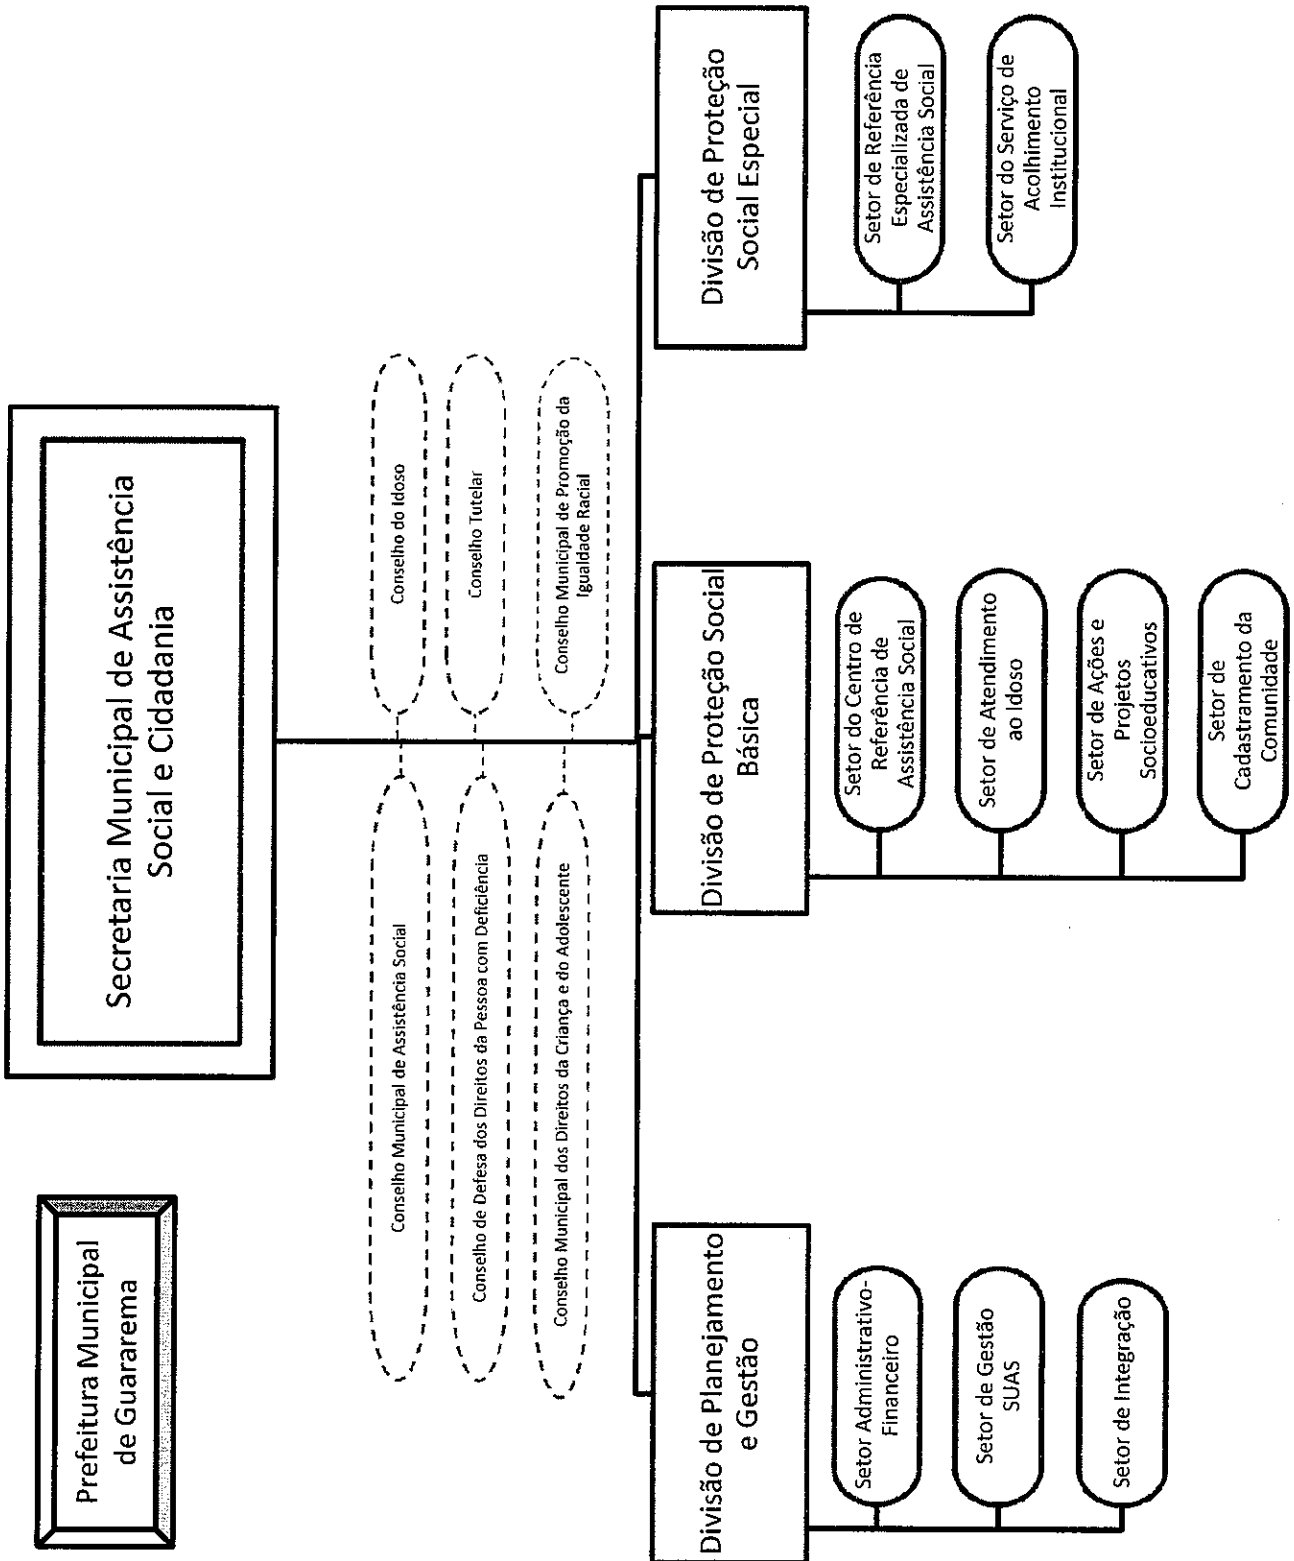 Prefeitura Municipal
de Guararema
Secretaria Municipal de Assistência
Social e Cidadania
Conselho Municipal de Assistência Social
Conselho do Idoso
Conselho de Defesa dos Direitos da Pessoa com Deficiência
Conselho Tutelar
Conselho Municipal dos Direitos da Criança e do Adolescente
Conselho Municipal de Promoção da
Igualdade Racial
Divisão de Planejamento
e Gestão
Setor Administrativo-
Financeiro
Setor de Gestão
SUAS
Setor de Integração
Divisão de Proteção Social
Básica
Setor do Centro de
Referência de
Assistência Social
Setor de Atendimento
ao Idoso
Setor de Ações e
Projetos
Socioeducativos
Setor de
Cadastramento da
Comunidade
Divisão de Proteção
Social Especial
Setor de Referência
Especializada de
Assistência Social
Setor do Serviço de
Acolhimento
Institucional